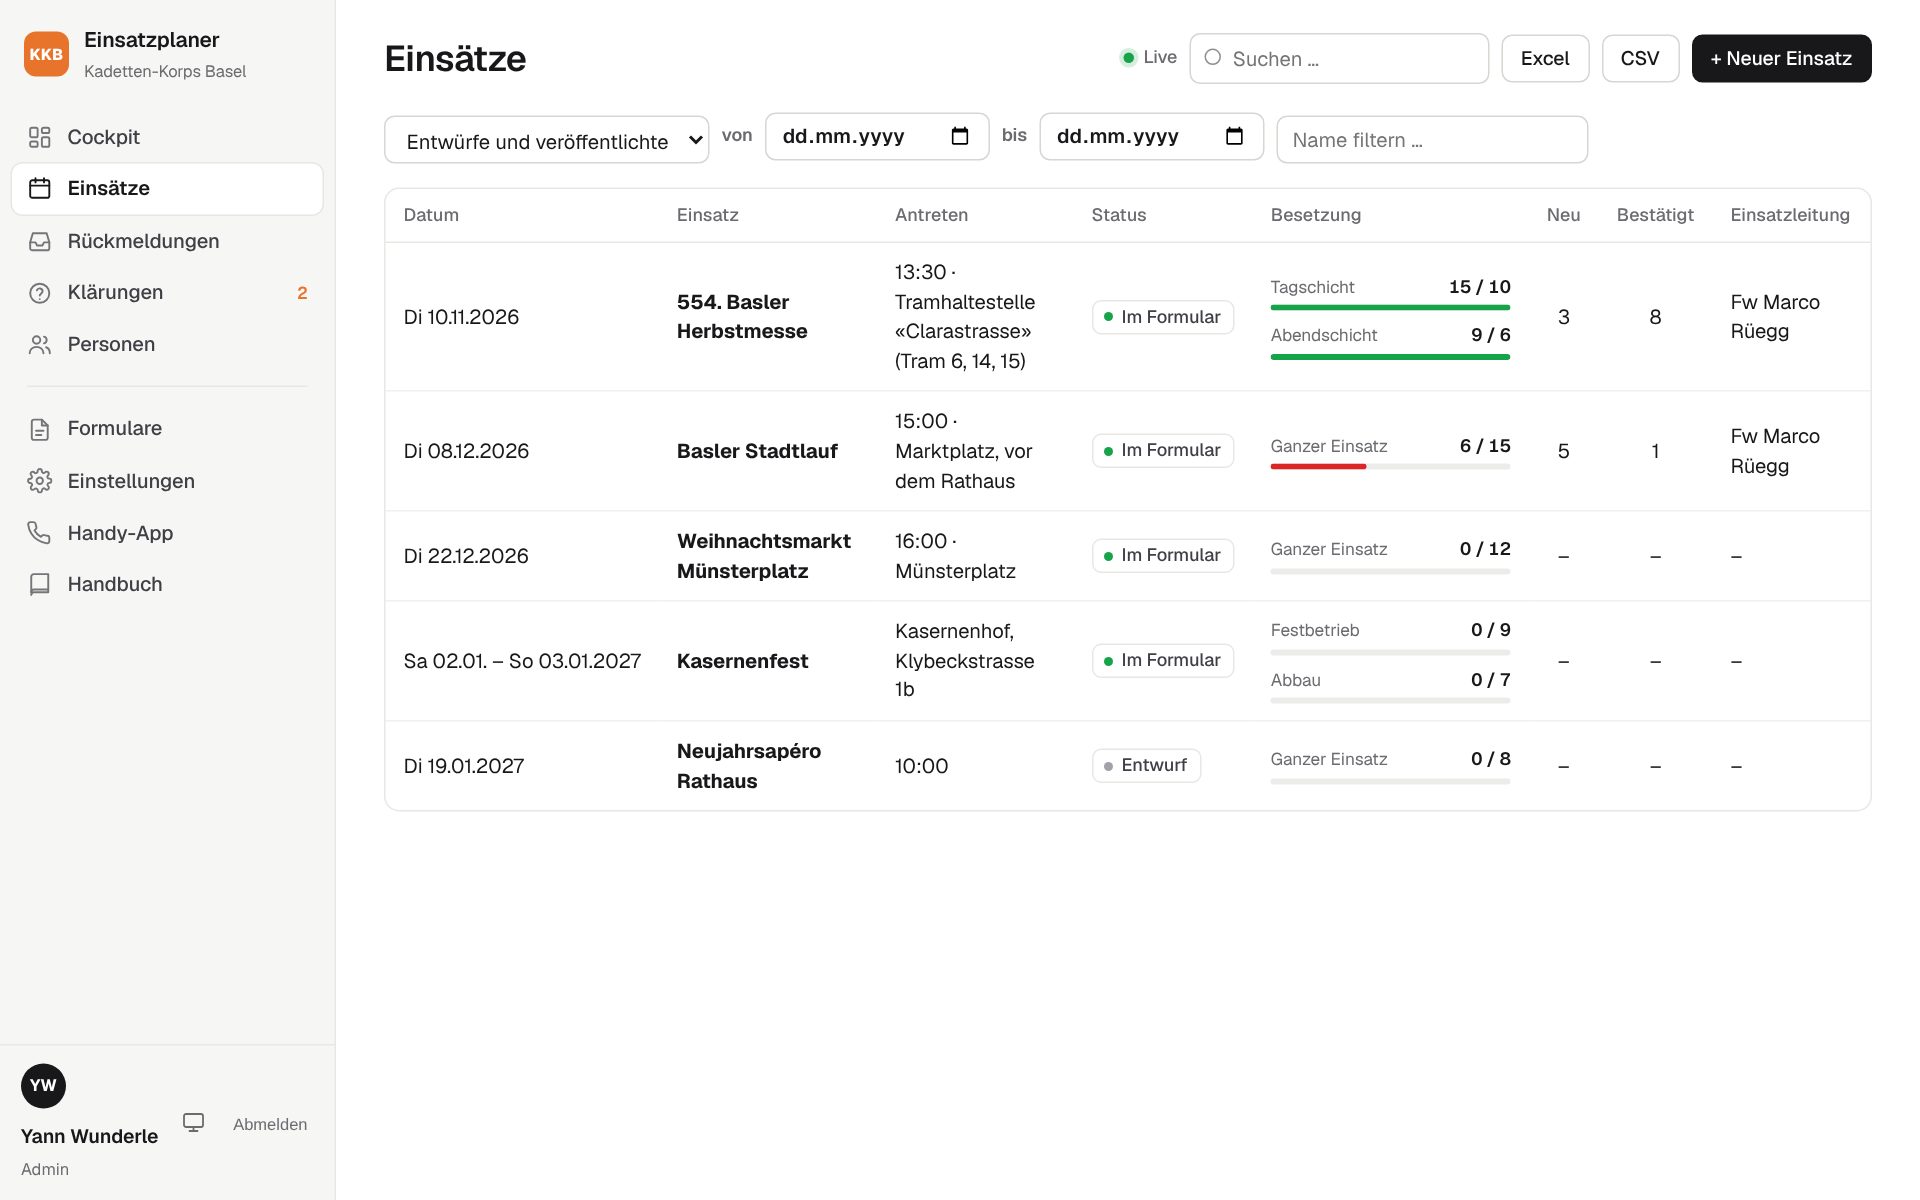 KKB
Einsatzplaner
Kadetten-Korps Basel
Cockpit
Einsätze
Rückmeldungen
Klärungen 2
Personen
Formulare
Einstellungen
Handy-App
Handbuch
YW
Yann Wunderle
Admin
Abmelden
Einsätze
Live
Suchen ...
Excel
CSV
+ Neuer Einsatz
Entwürfe und veröffentlichte
von
dd.mm.yyyy
bis
dd.mm.yyyy
Name filtern ...
Datum Einsatz Antreten Status Besetzung Neu Bestätigt Einsatzleitung
Di 10.11.2026
554. Basler
Herbstmesse
13:30 ·
Tramhaltestelle
«Clarastrasse»
(Tram 6, 14, 15)
Im Formular
Tagschicht 15 / 10
Abendschicht 9 / 6
3
8
Fw Marco
Rüegg
Di 08.12.2026
Basler Stadtlauf
15:00 ·
Marktplatz, vor
dem Rathaus
Im Formular
Ganzer Einsatz 6 / 15
5
1
Fw Marco
Rüegg
Di 22.12.2026
Weihnachtsmarkt
Münsterplatz
16:00 ·
Münsterplatz
Im Formular
Ganzer Einsatz 0 / 12
–
–
–
Sa 02.01. – So 03.01.2027
Kasernenfest
Kasernenhof,
Klybeckstrasse
1b
Im Formular
Festbetrieb 0 / 9
Abbau 0 / 7
–
–
–
Di 19.01.2027
Neujahrsapéro
Rathaus
10:00
Entwurf
Ganzer Einsatz 0 / 8
–
–
–